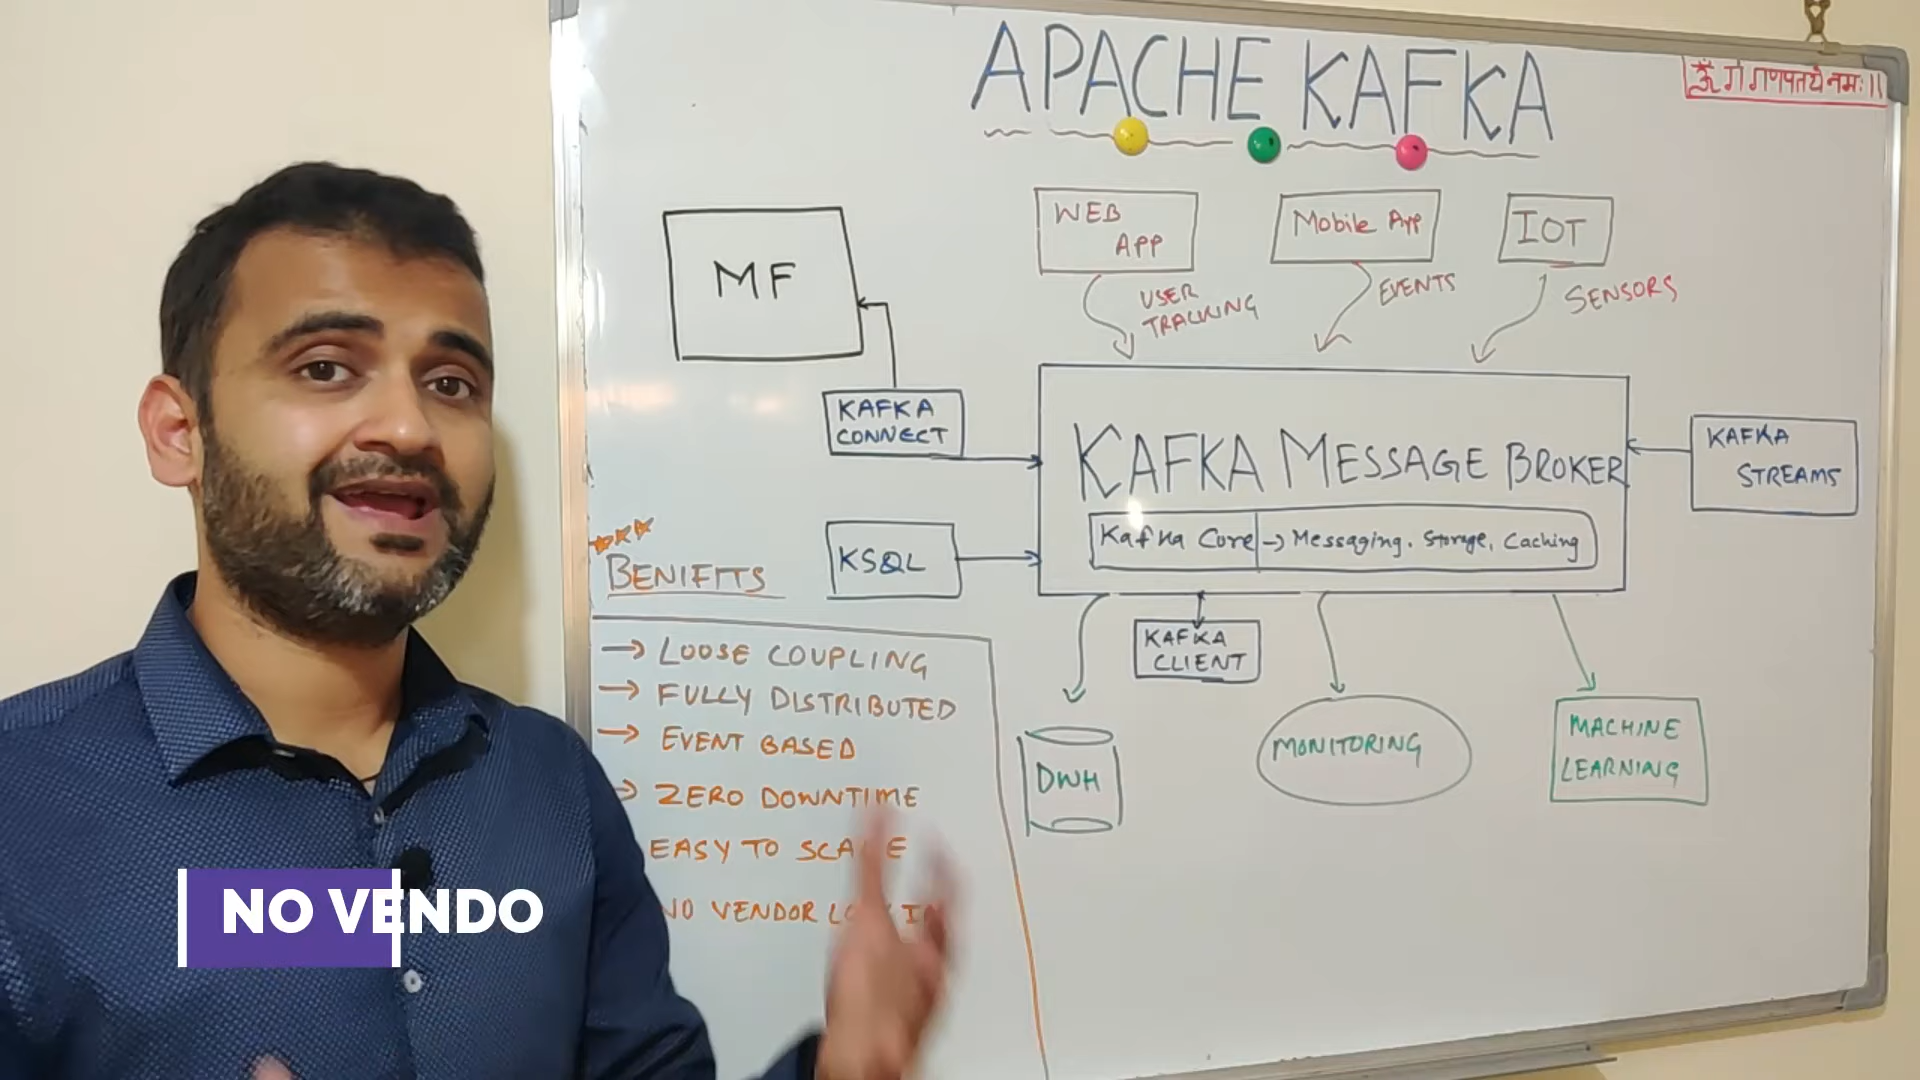 APACHE KAFKA
ॐ गं गणपतये नमः।।
MF
WEB
APP
Mobile App
IOT
USER
TRACKING
EVENTS
SENSORS
KAFKA
CONNECT
KAFKA MESSAGE BROKER
Kafka Core → Messaging. Storage, Caching
KAFKA
STREAMS
KSQL
BENIFITS
→ LOOSE COUPLING
→ FULLY DISTRIBUTED
→ EVENT BASED
→ ZERO DOWNTIME
EASY TO
NO VENDOR
KAFKA
CLIENT
DWH
MONITORING
MACHINE
LEARNING
NO VENDO